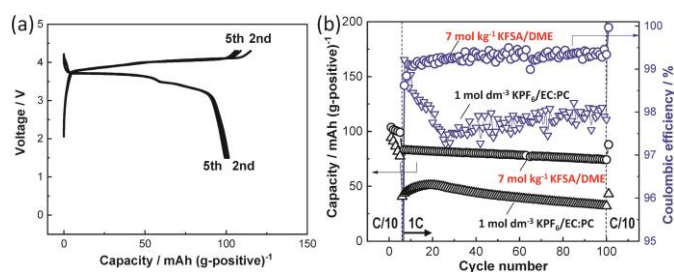 (a)
5
4
3
2
1
0
Voltage / V
5th 2nd
5th 2nd
0
50
100
150
Capacity / mAh (g-positive)⁻¹
(b)
200
150
100
75
50
25
0
Capacity / mAh (g-positive)⁻¹
7 mol kg⁻¹ KFSA/DME
1 mol dm⁻³ KPF₆/EC:PC
7 mol kg⁻¹ KFSA/DME
1 mol dm⁻³ KPF₆/EC:PC
C/10
1C
C/10
0
20
40
60
80
100
Cycle number
100
99
98
97
96
95
Coulombic efficiency / %